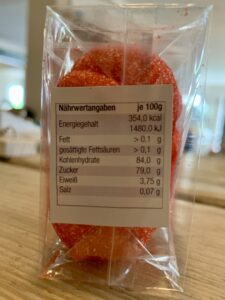 Nährwertangaben je 100g
Energiegehalt 354,0 kcal
1480,0 kJ
Fett > 0,1 g
gesättigte Fettsäuren > 0,1 g
Kohlenhydrate 84,0 g
Zucker 79,0 g
Eiweiß 3,75 g
Salz 0,07 g